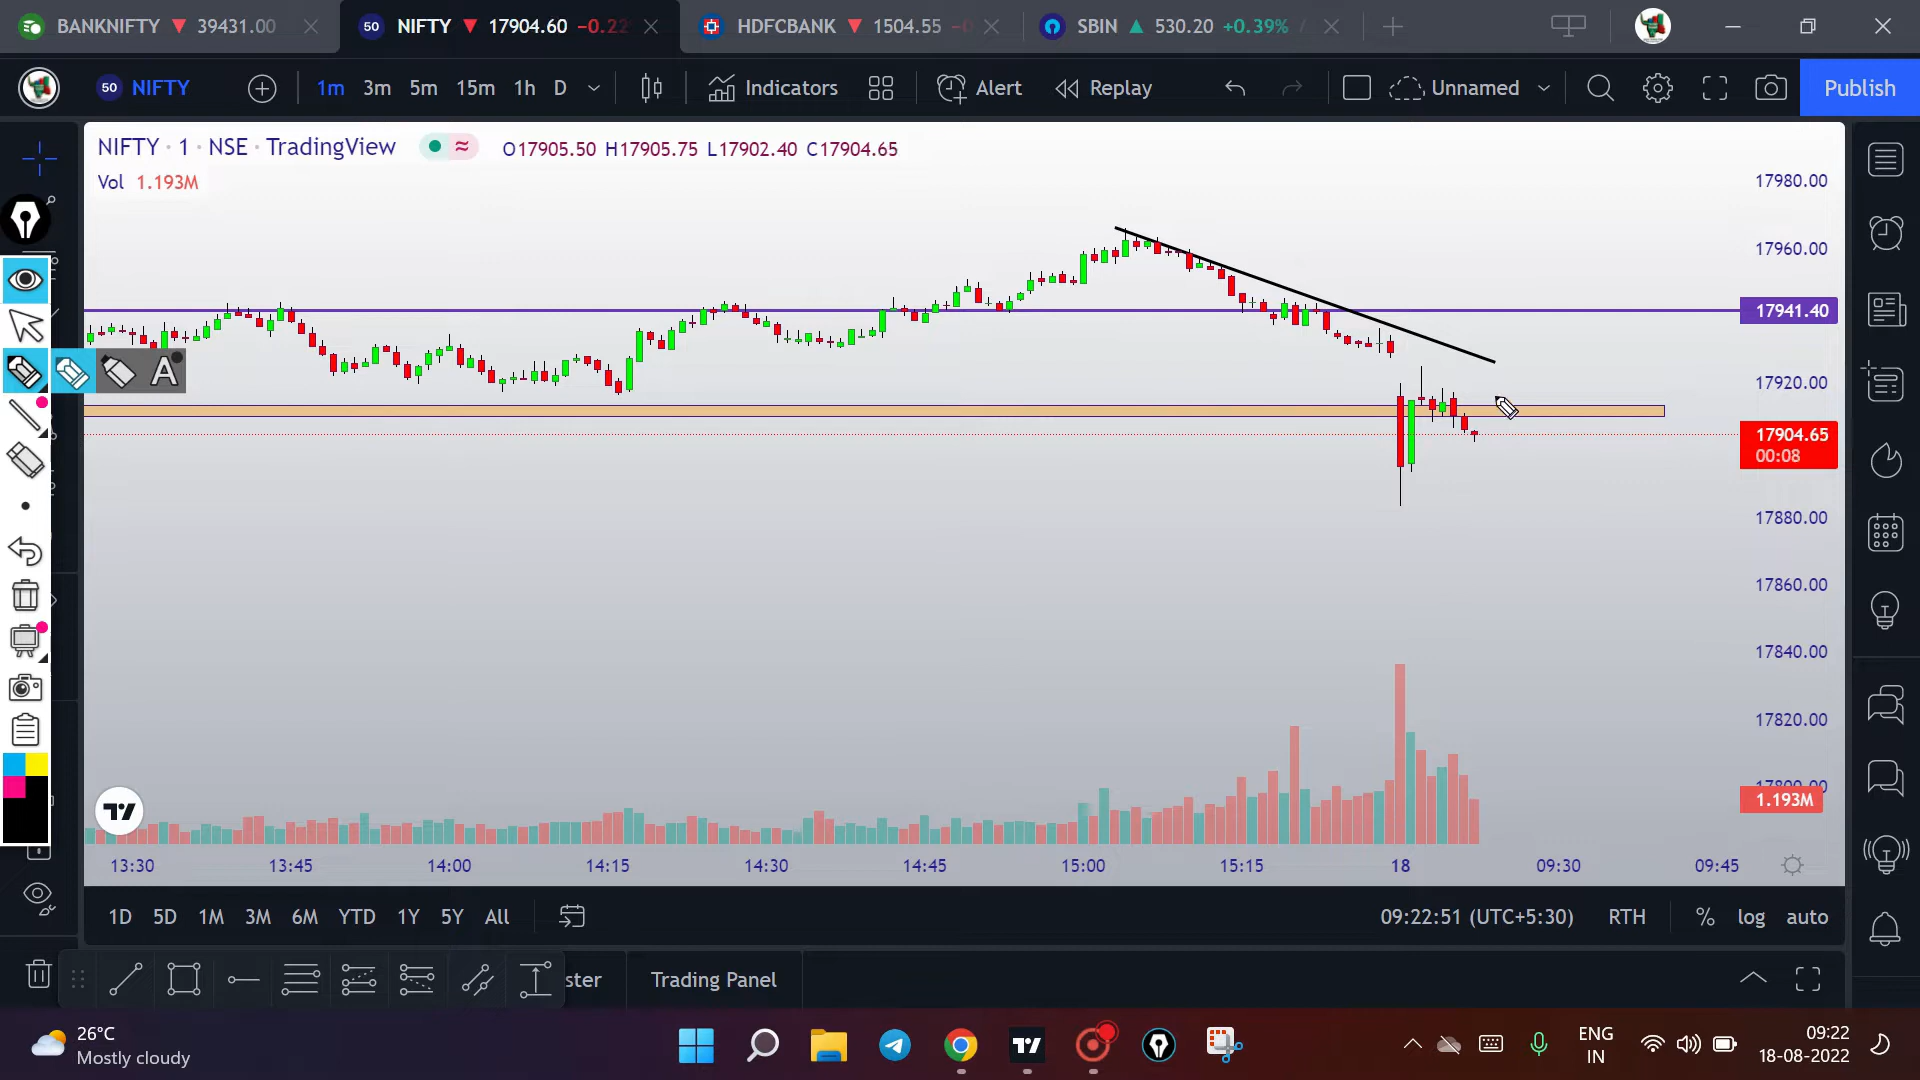 BANKNIFTY ▼ 39431.00
50 NIFTY ▼ 17904.60 −0.22
HDFCBANK ▼ 1504.55
SBIN ▲ 530.20 +0.39%
50 NIFTY
1m 3m 5m 15m 1h D
Indicators
Alert
Replay
Unnamed
Publish
NIFTY · 1 · NSE · TradingView
O17905.50 H17905.75 L17902.40 C17904.65
Vol 1.193M
17980.00
17960.00
17941.40
17920.00
17904.65
00:08
17880.00
17860.00
17840.00
17820.00
17800.00
1.193M
A
13:30 13:45 14:00 14:15 14:30 14:45 15:00 15:15 18 09:30 09:45
1D 5D 1M 3M 6M YTD 1Y 5Y All
09:22:51 (UTC+5:30) RTH % log auto
ster
Trading Panel
26°C
Mostly cloudy
ENG
IN
09:22
18-08-2022